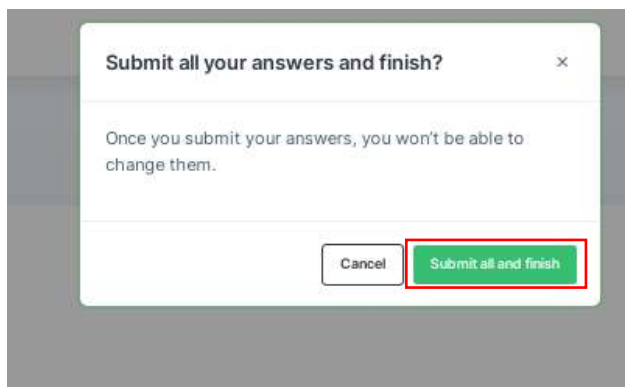 Submit all your answers and finish?
×
Once you submit your answers, you won't be able to
change them.
Cancel Submit all and finish